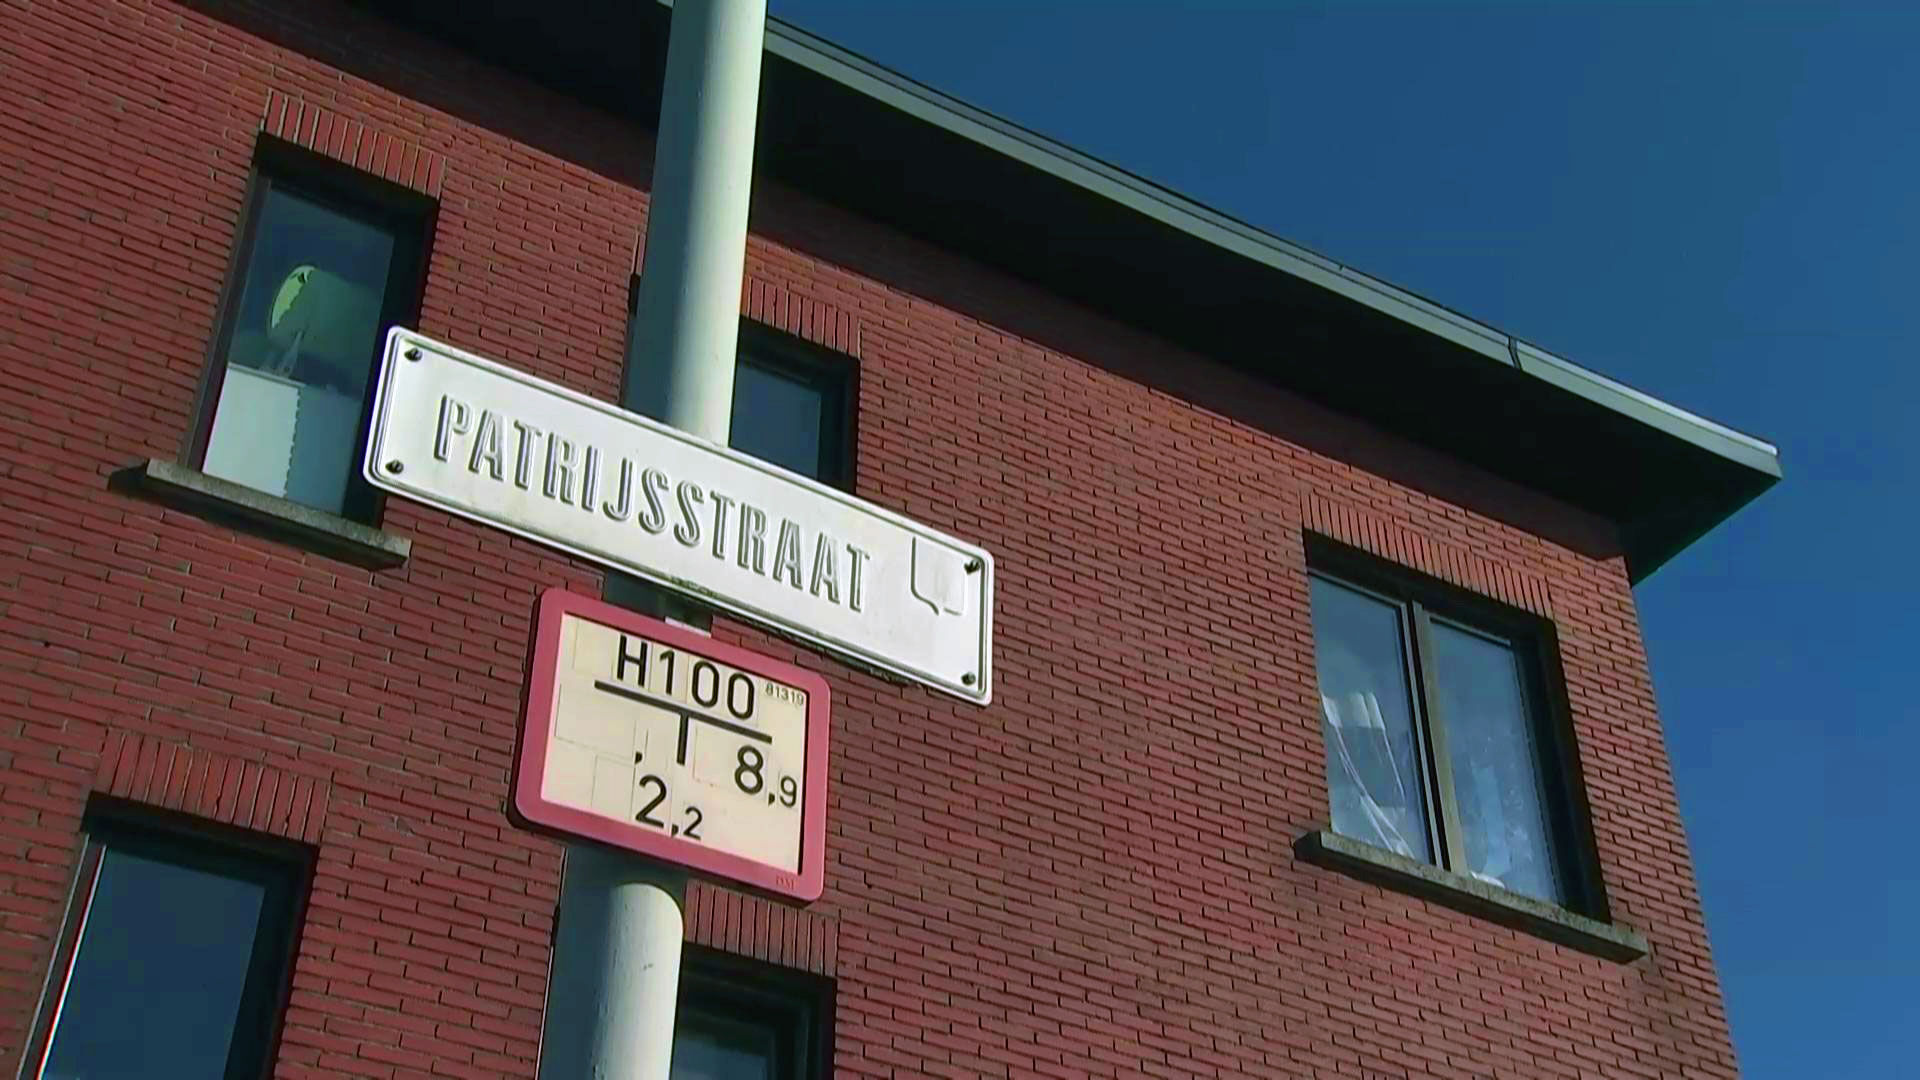 PATRIJSSTRAAT
H100
81319
, 8,9
2,2